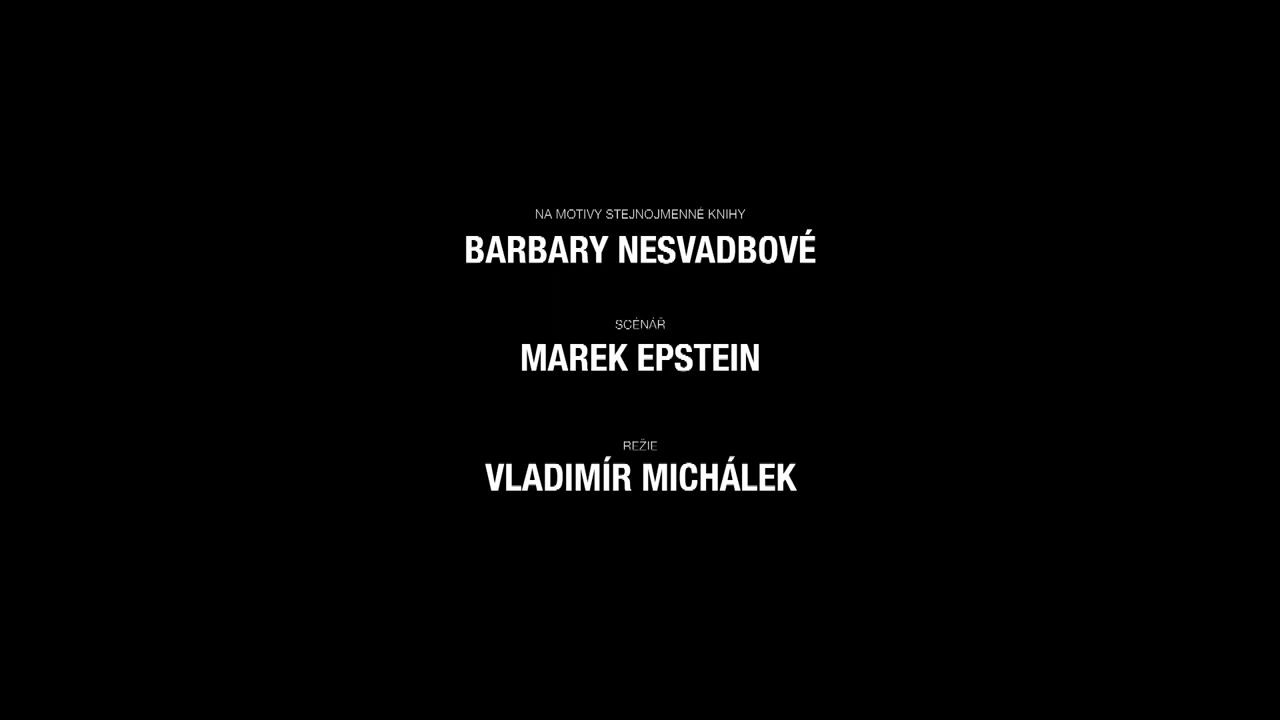 NA MOTIVY STEJNOJMENNÉ KNIHY
BARBARY NESVADBOVÉ
SCÉNÁŘ
MAREK EPSTEIN
REŽIE
VLADIMÍR MICHÁLEK